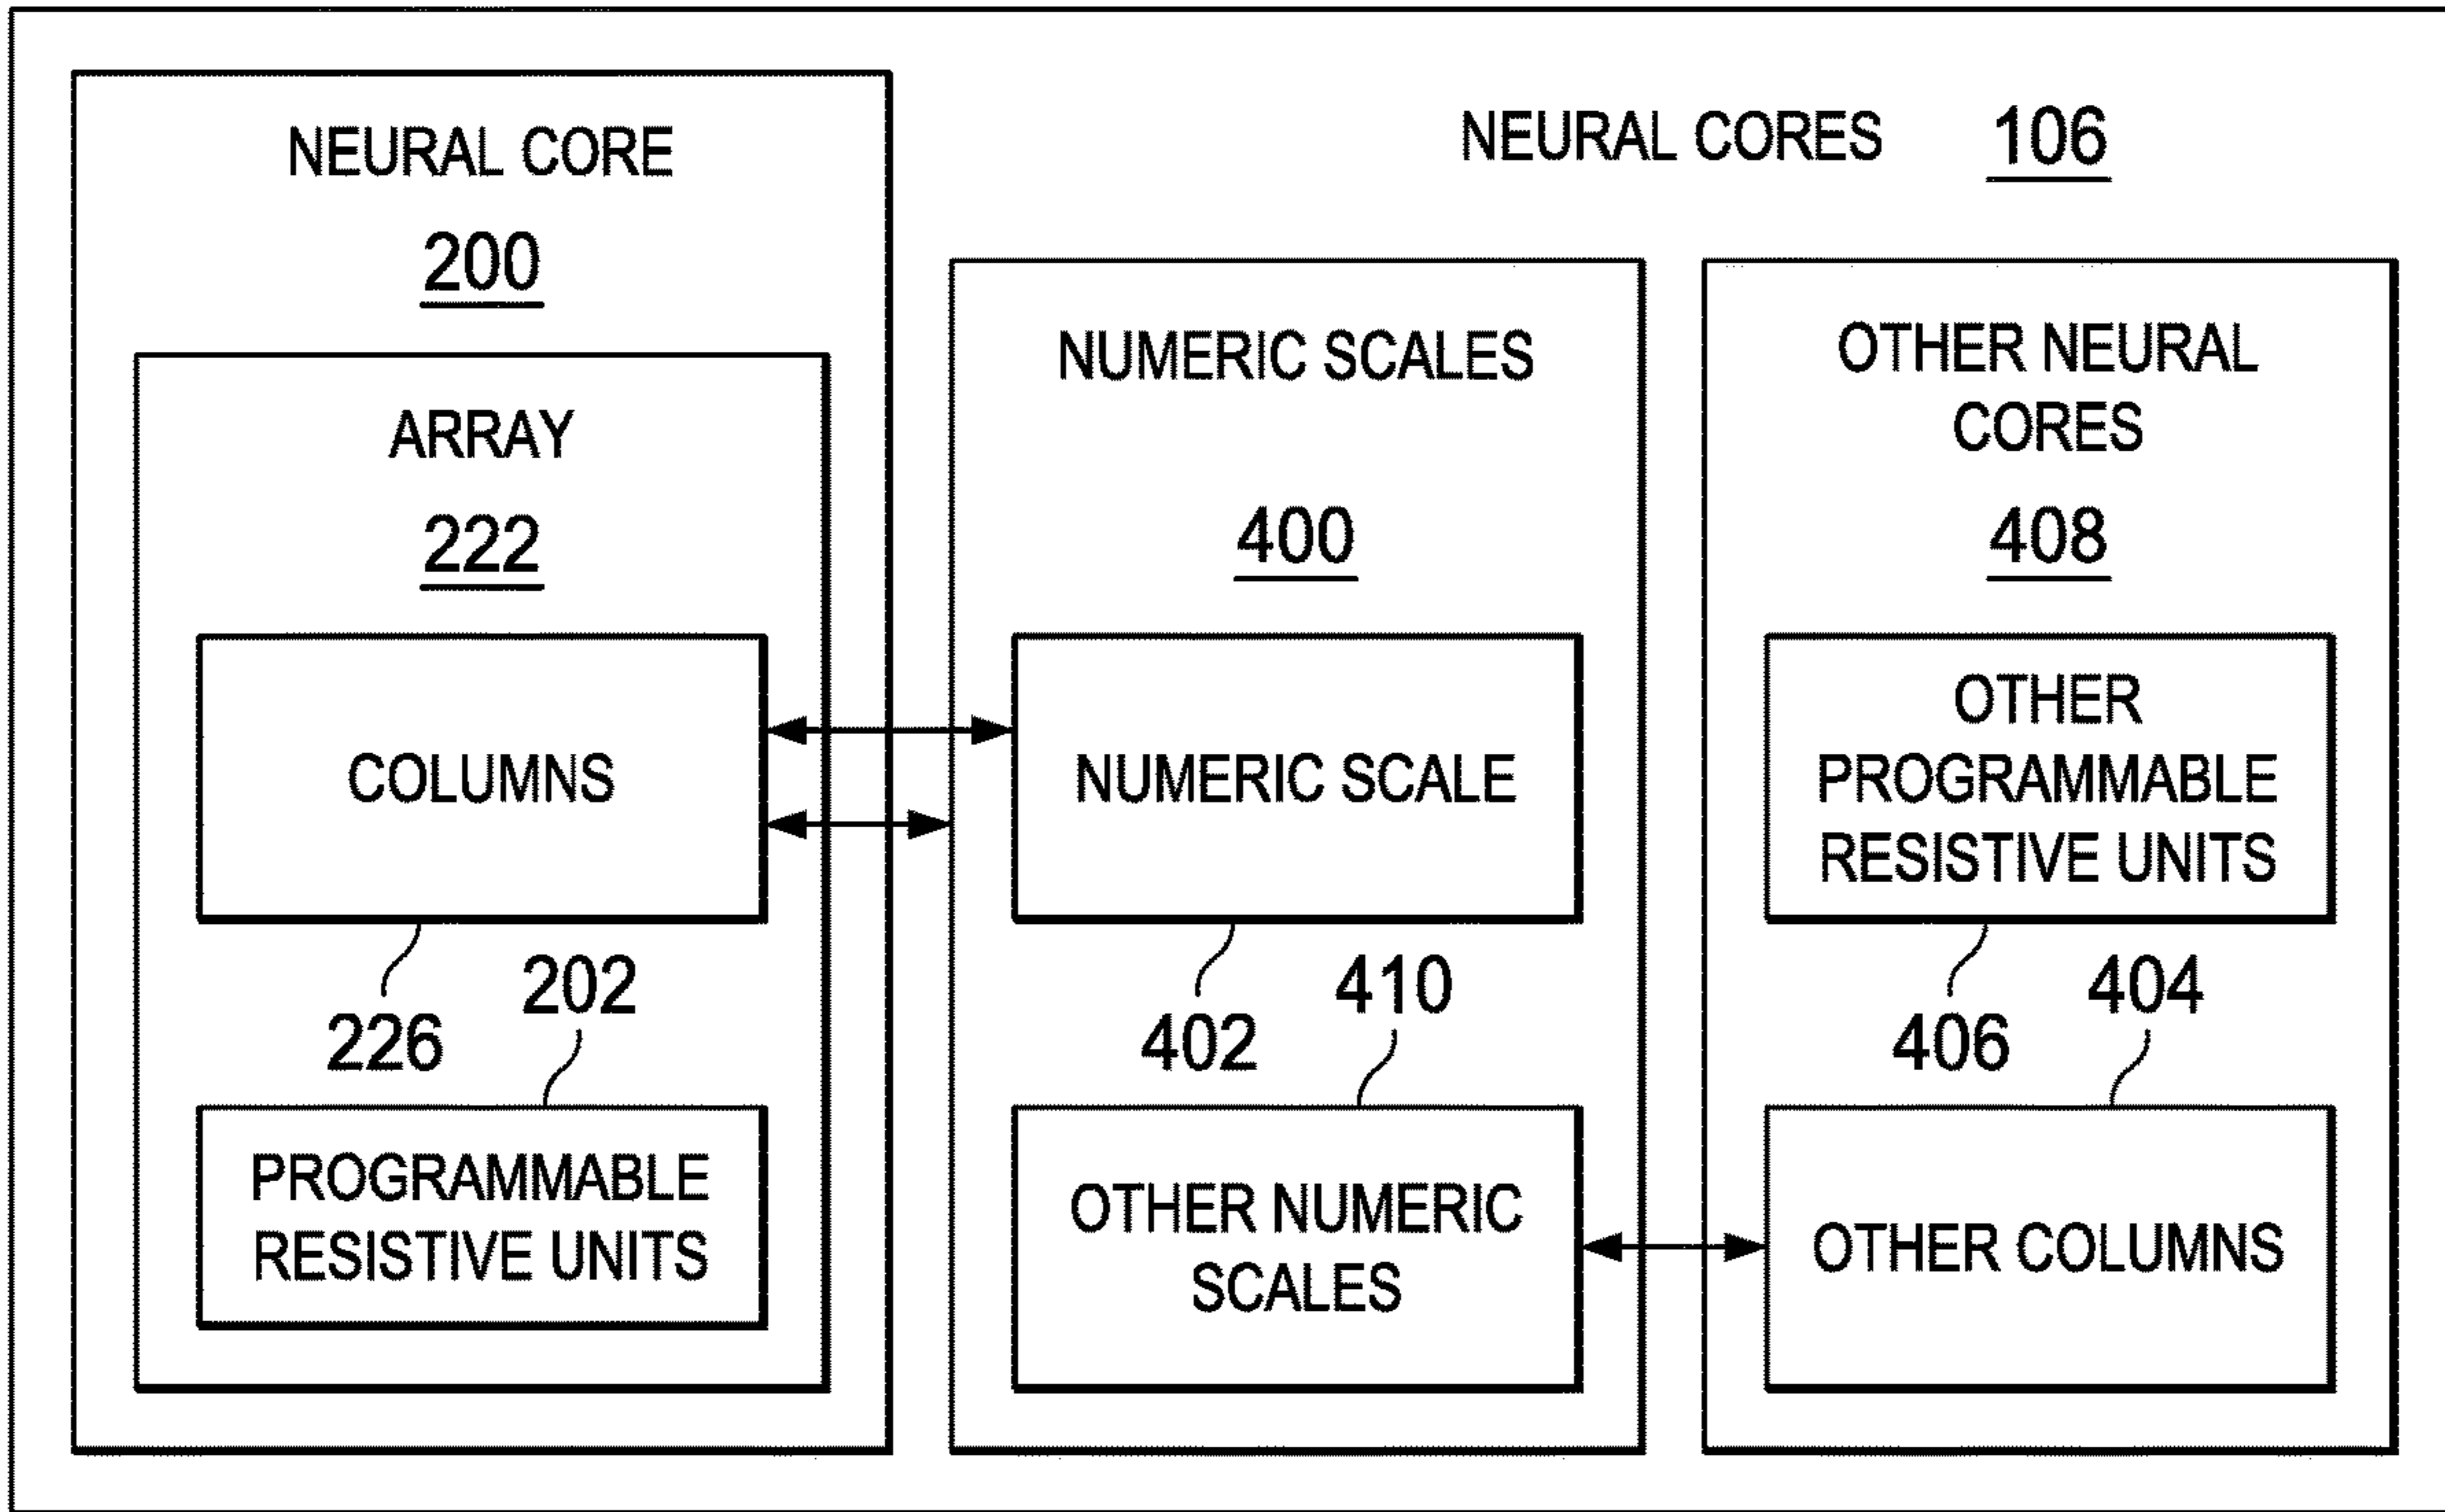 NEURAL CORES 106
NEURAL CORE
200
ARRAY
222
COLUMNS
226
202
PROGRAMMABLE
RESISTIVE UNITS
NUMERIC SCALES
400
NUMERIC SCALE
402
410
OTHER NUMERIC
SCALES
OTHER NEURAL
CORES
408
OTHER
PROGRAMMABLE
RESISTIVE UNITS
406
404
OTHER COLUMNS